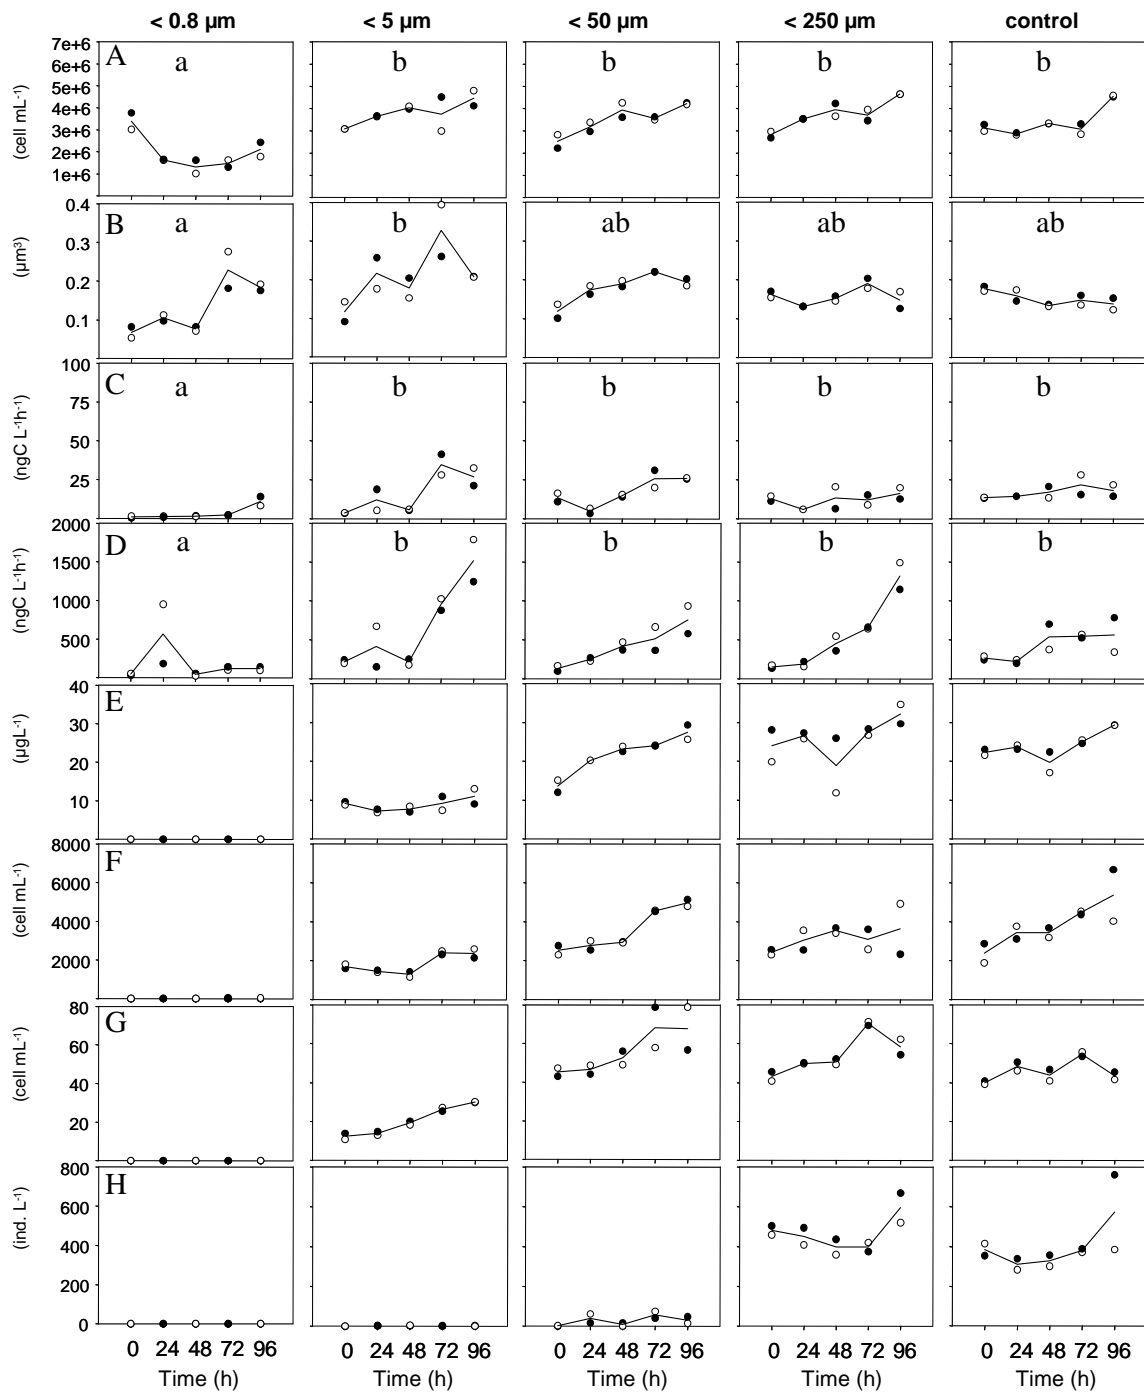 < 0.8 µm < 5 µm < 50 µm < 250 µm control
A a b b b b
(cell mL⁻¹)
7e+6
6e+6
5e+6
4e+6
3e+6
2e+6
1e+6
B a b ab ab ab
(µm³)
0.4
0.3
0.2
0.1
C a b b b b
(ngC L⁻¹h⁻¹)
100
75
50
25
D a b b b b
(ngC L⁻¹h⁻¹)
2000
1500
1000
500
E
(µgL⁻¹)
40
30
20
10
F
(cell mL⁻¹)
8000
6000
4000
2000
G
(cell mL⁻¹)
80
60
40
20
H
(ind. L⁻¹)
800
600
400
200
0
0 24 48 72 96 0 24 48 72 96 0 24 48 72 96 0 24 48 72 96 0 24 48 72 96
Time (h) Time (h) Time (h) Time (h) Time (h)